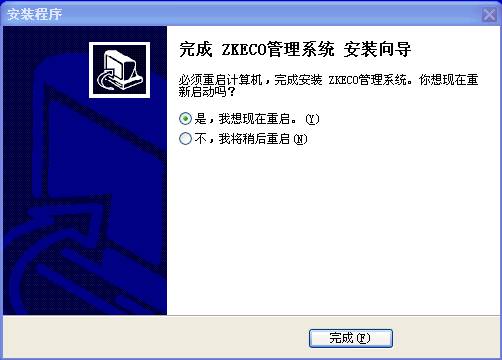 安装程序
完成 ZKECO管理系统 安装向导
必须重启计算机，完成安装 ZKECO管理系统。你想现在重
新启动吗？
是，我想现在重启。(Y)
不，我将稍后重启(N)
完成(F)